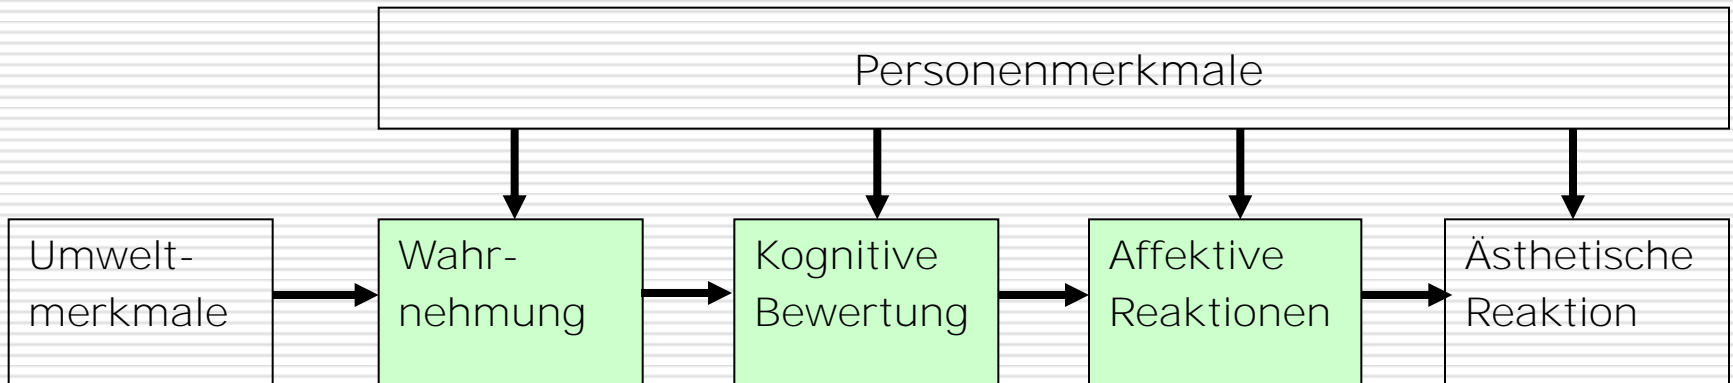 Personenmerkmale
Umwelt-
merkmale
Wahr-
nehmung
Kognitive
Bewertung
Affektive
Reaktionen
Ästhetische
Reaktion